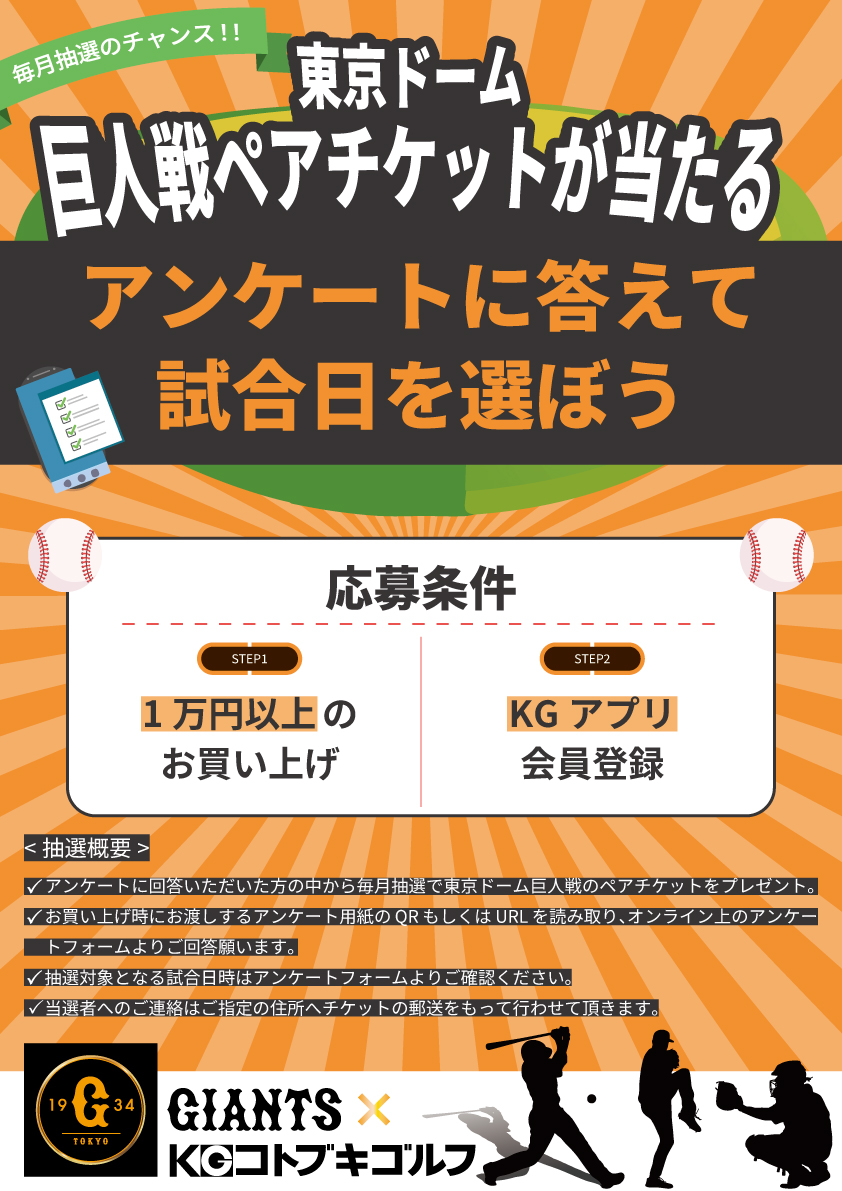 毎月抽選のチャンス!!
東京ドーム
巨人戦ペアチケットが当たる
アンケートに答えて
試合日を選ぼう
応募条件
STEP1
1万円以上の
お買い上げ
STEP2
KG アプリ
会員登録
< 抽選概要 >
✓アンケートに回答いただいた方の中から毎月抽選で東京ドーム巨人戦のペアチケットをプレゼント。
✓お買い上げ時にお渡しするアンケート用紙の QR もしくは URL を読み取り、オンライン上のアンケー
トフォームよりご回答願います。
✓抽選対象となる試合日時はアンケートフォームよりご確認ください。
✓当選者へのご連絡はご指定の住所へチケットの郵送をもって行わせて頂きます。
19 G 34
TOKYO
GIANTS ×
KGコトブキゴルフ